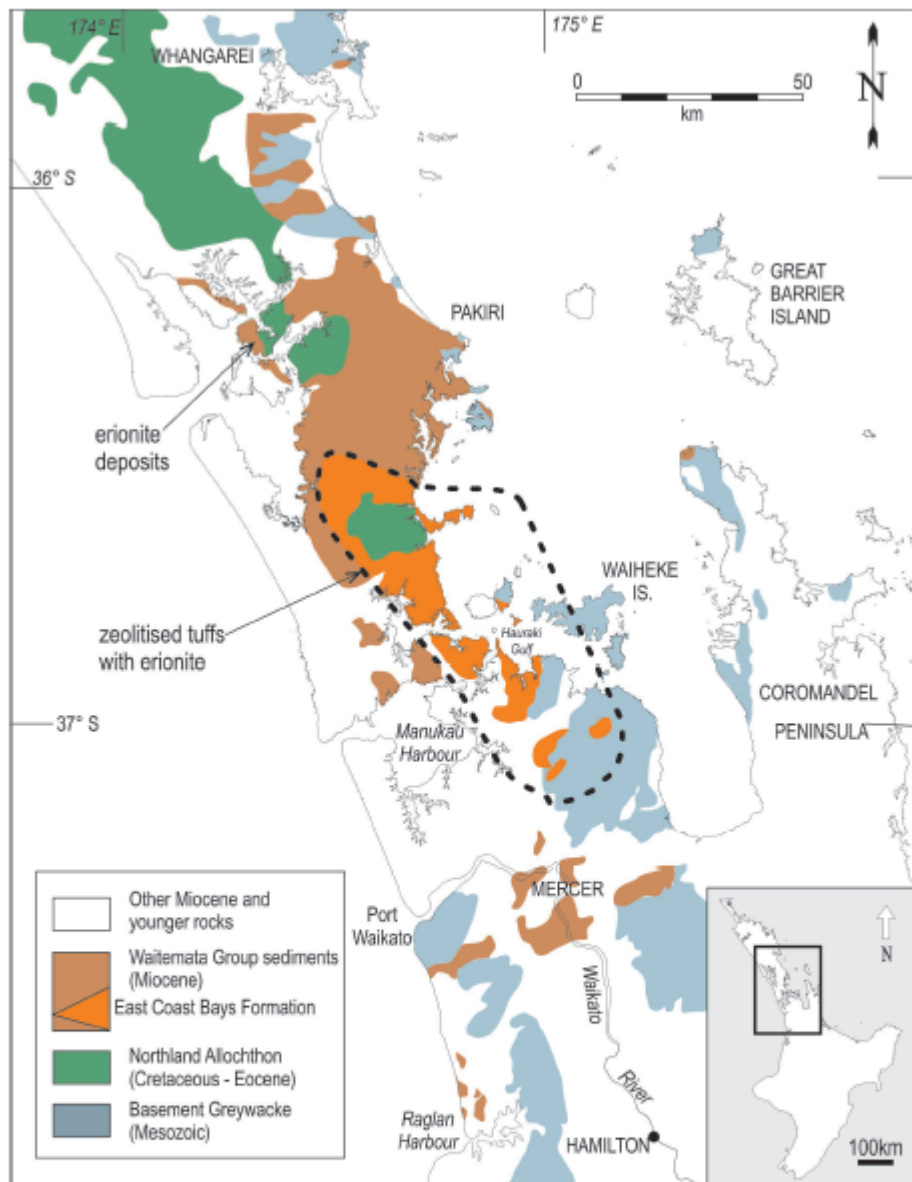 174° E
175° E
WHANGAREI
0
50
km
N
36° S
GREAT
BARRIER
ISLAND
PAKIRI
erionite
deposits
WAIHEKE
IS.
zeolitised tuffs
with erionite
Hauraki
Gulf
COROMANDEL
PENINSULA
37° S
Manukau
Harbour
MERCER
Port
Waikato
Waikato
River
Raglan
Harbour
HAMILTON
Other Miocene and
younger rocks
Waitemata Group sediments
(Miocene)
East Coast Bays Formation
Northland Allochthon
(Cretaceous - Eocene)
Basement Greywacke
(Mesozoic)
N
100km